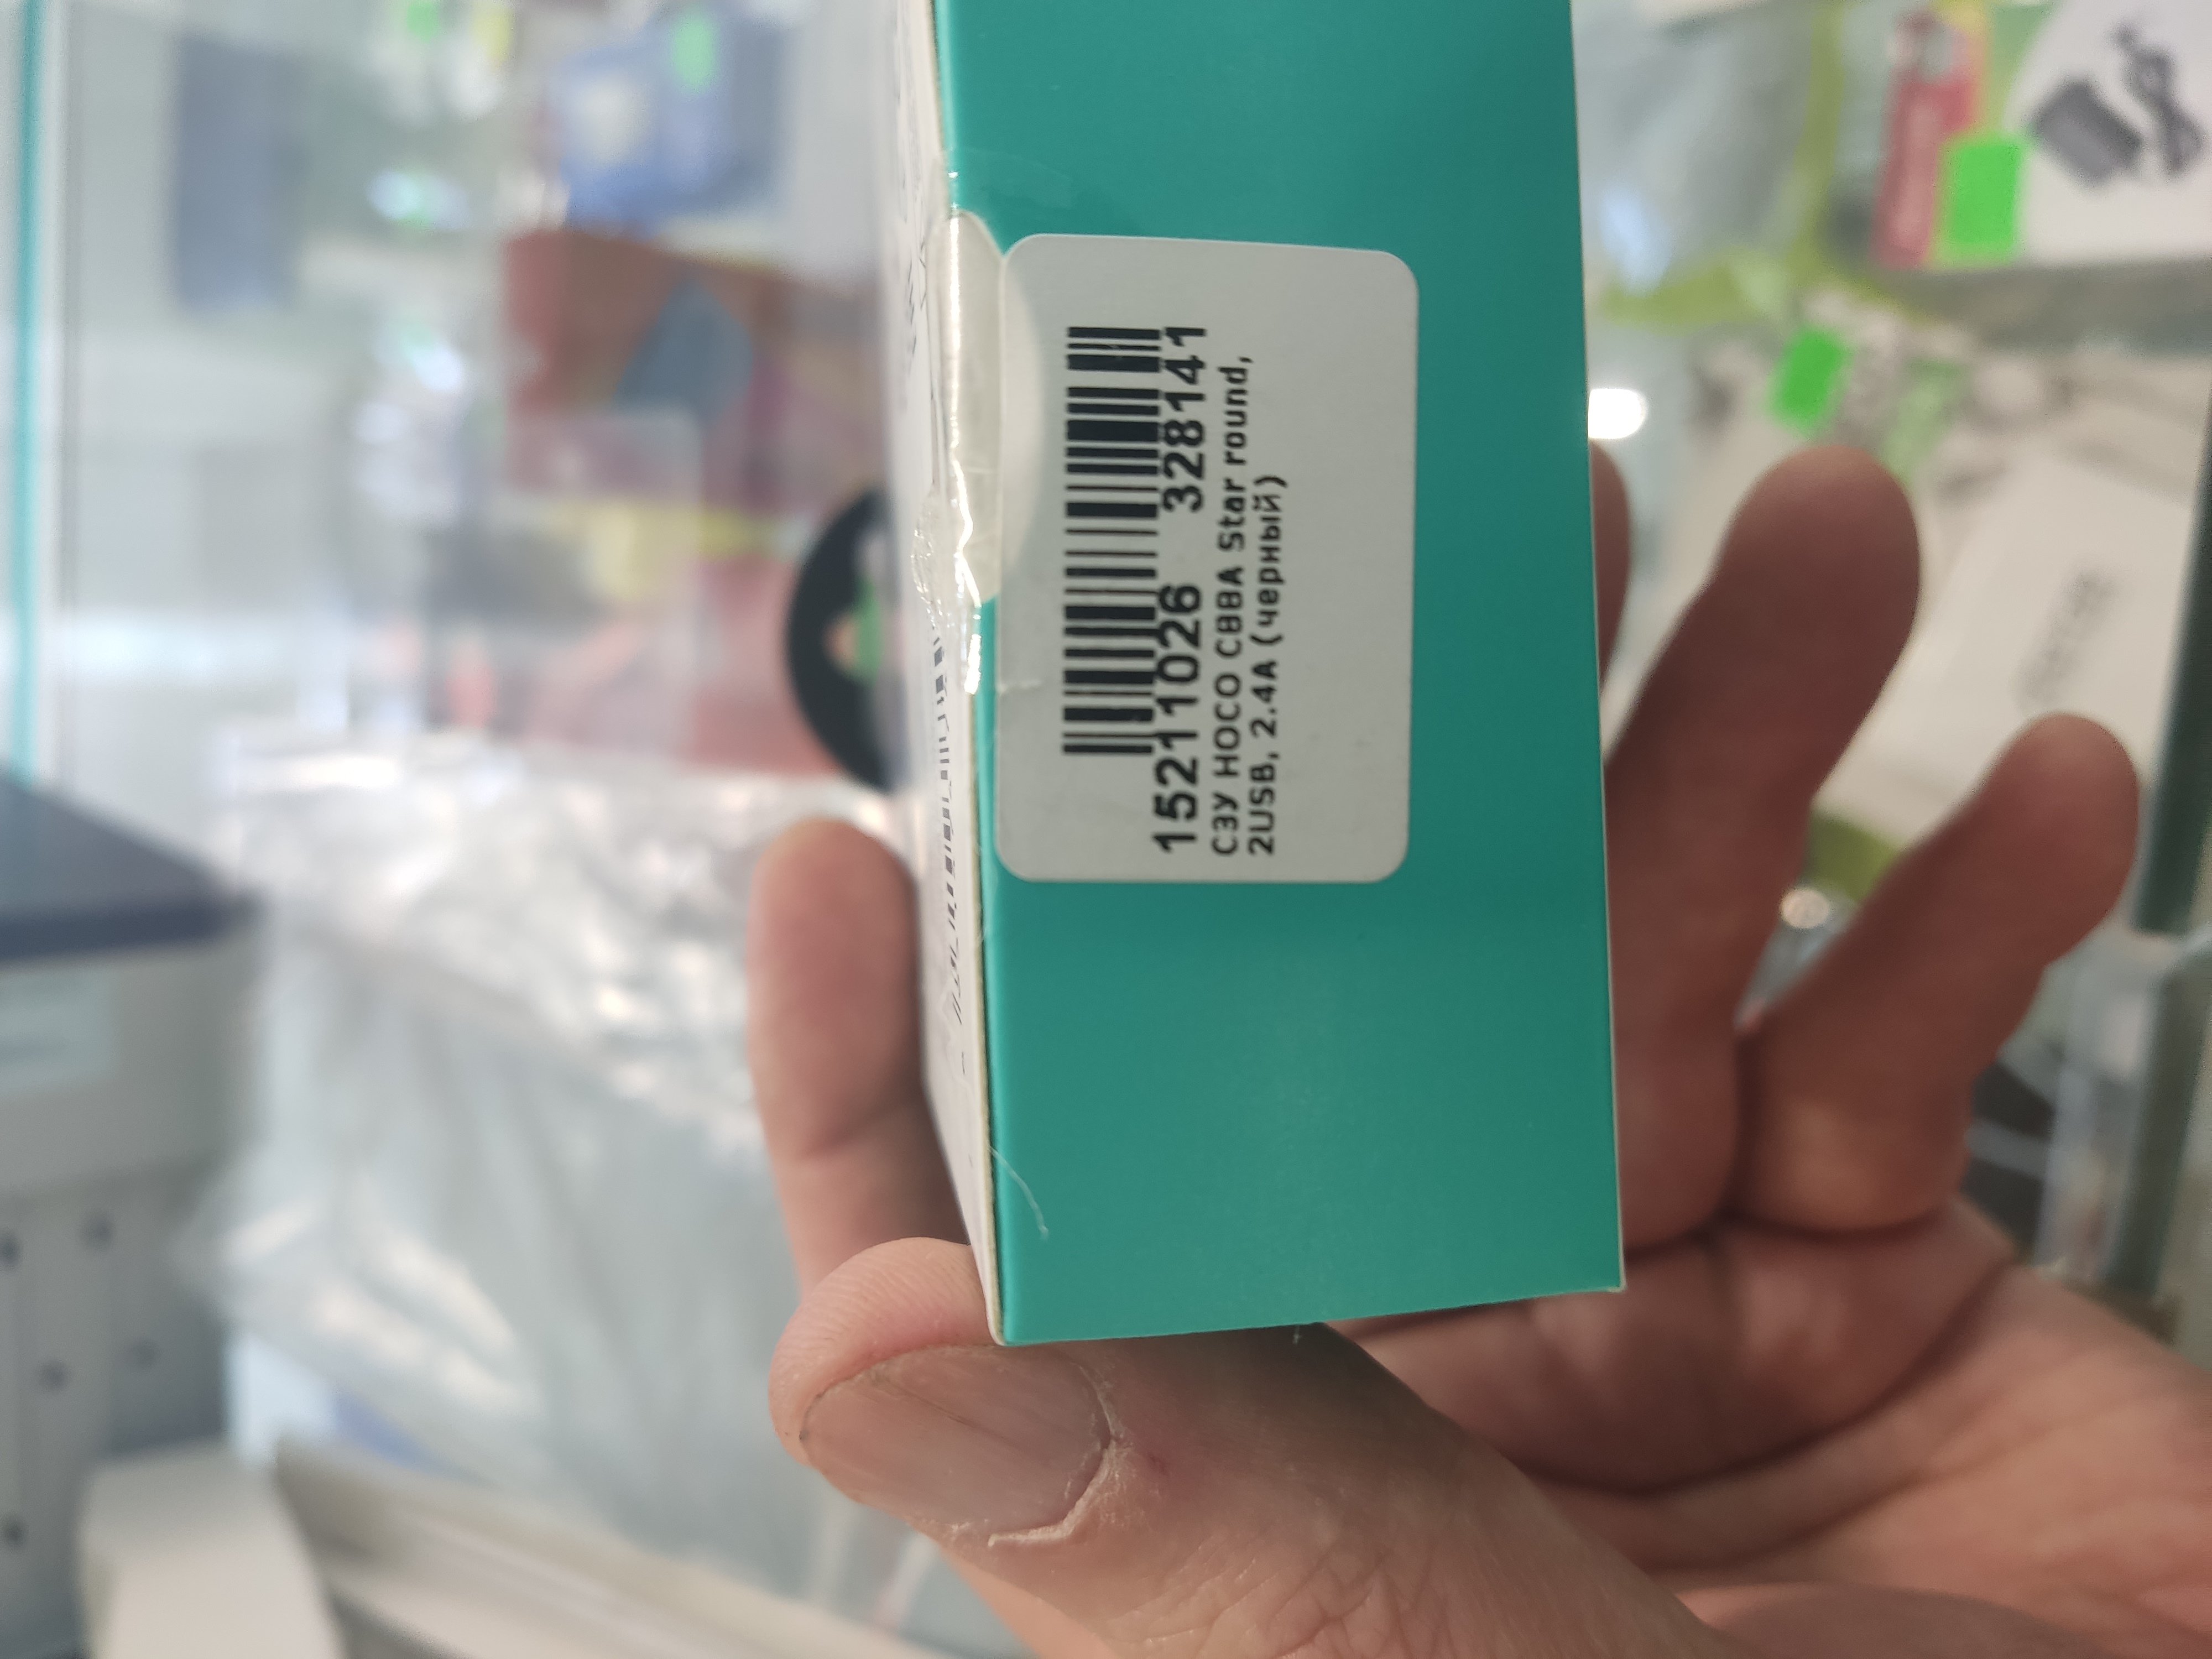 15211026 328141
СЗУ HOCO C88A Star round,
2USB, 2.4A (черный)